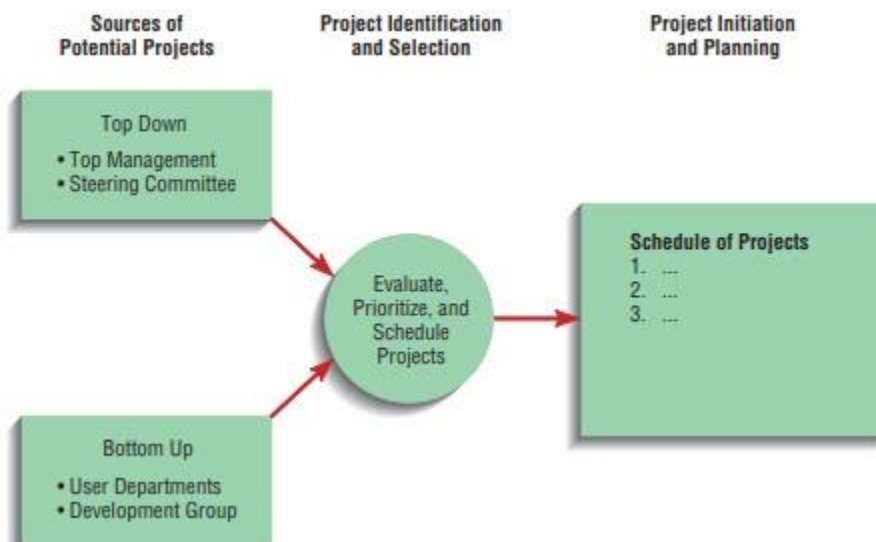 Sources of
Potential Projects
Project Identification
and Selection
Project Initiation
and Planning
Top Down
• Top Management
• Steering Committee
Evaluate,
Prioritize, and
Schedule
Projects
Schedule of Projects
1. ...
2. ...
3. ...
Bottom Up
• User Departments
• Development Group